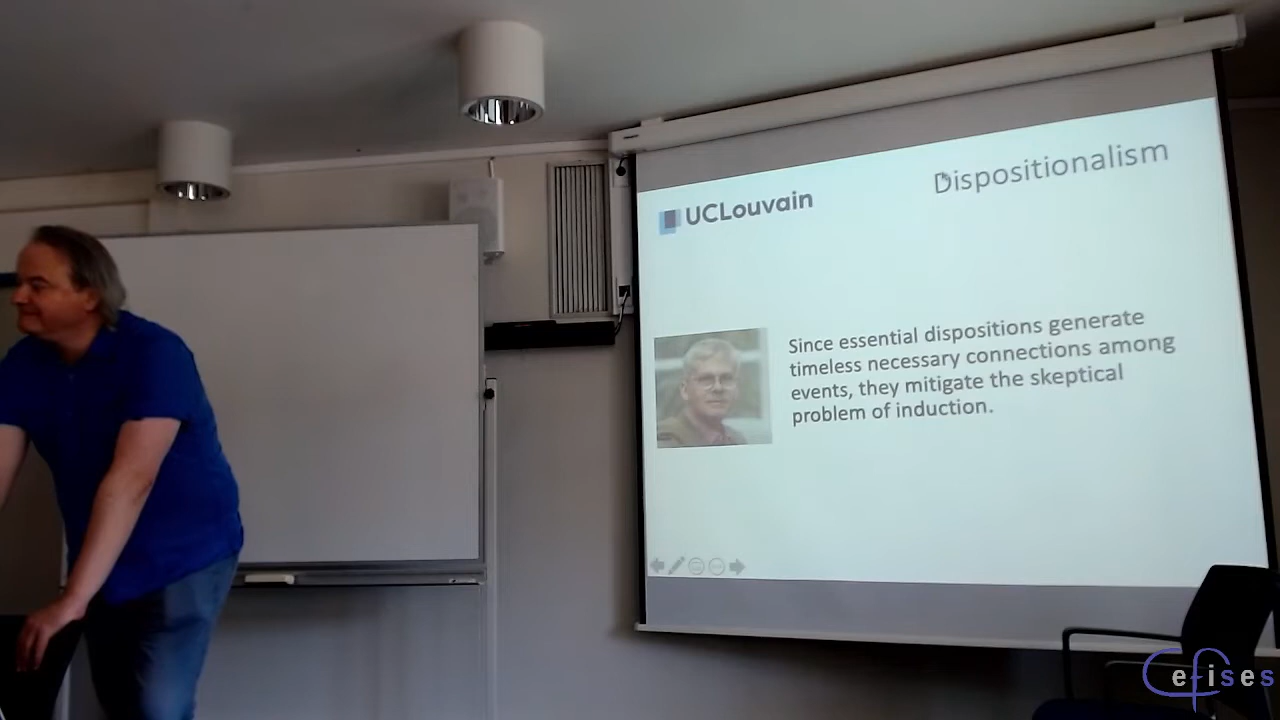 Dispositionalism
UCLouvain
Since essential dispositions generate
timeless necessary connections among
events, they mitigate the skeptical
problem of induction.
efises